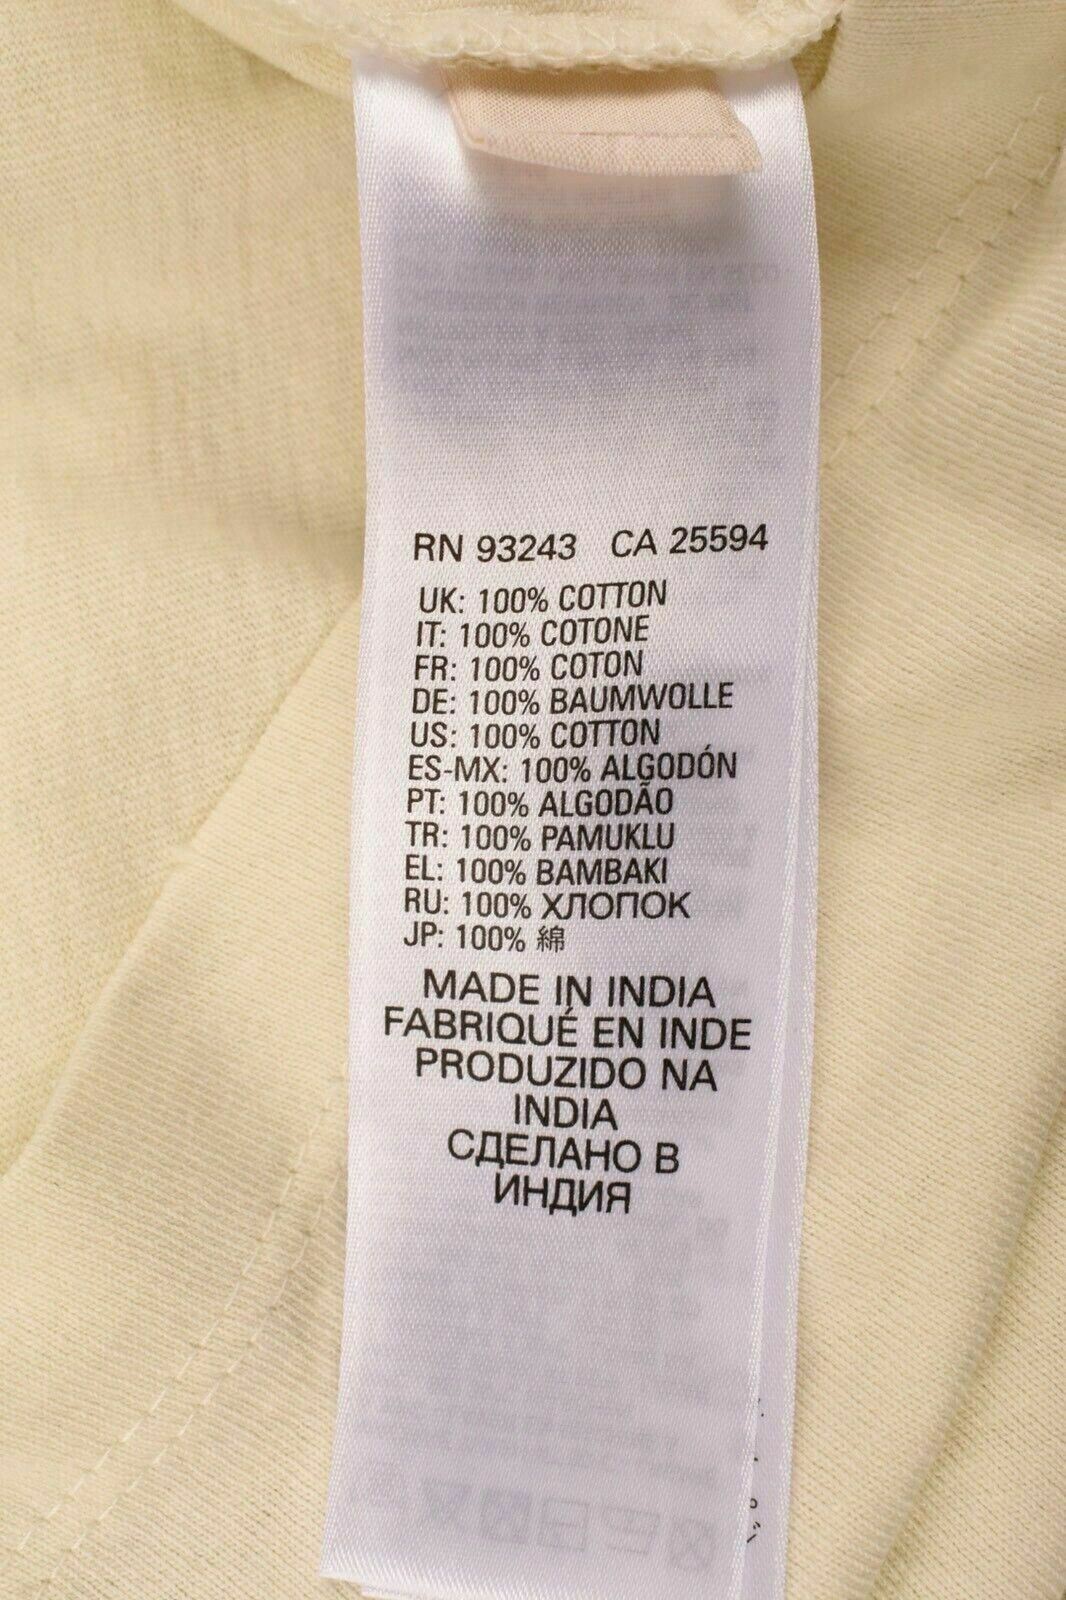 RN 93243 CA 25594
UK: 100% COTTON
IT: 100% COTONE
FR: 100% COTON
DE: 100% BAUMWOLLE
US: 100% COTTON
ES-MX: 100% ALGODÓN
PT: 100% ALGODÃO
TR: 100% PAMUKLU
EL: 100% BAMBAKI
RU: 100% ХЛОПОК
JP: 100% 綿
MADE IN INDIA
FABRIQUÉ EN INDE
PRODUZIDO NA
INDIA
СДЕЛАНО В
ИНДИЯ